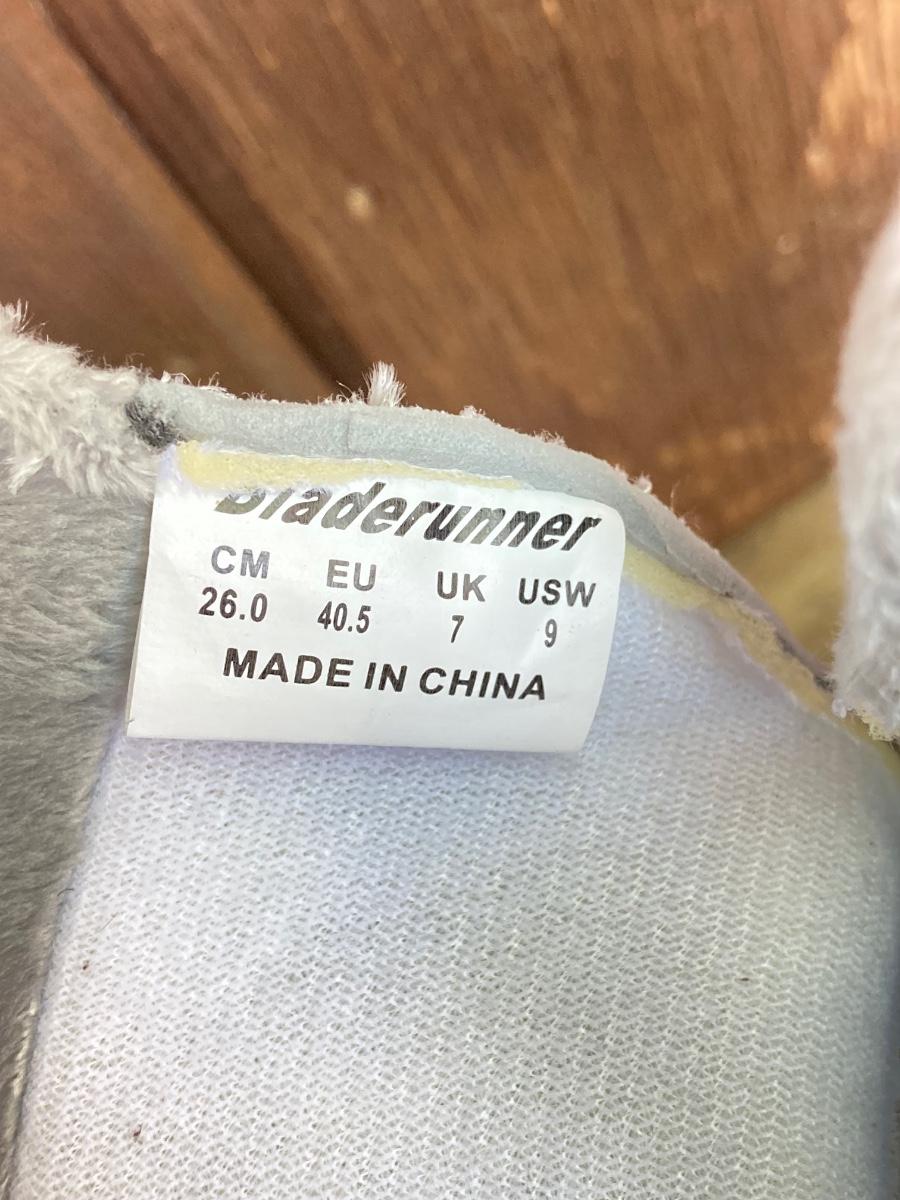 Bladerunner
CM EU UK USW
26.0 40.5 7 9
MADE IN CHINA